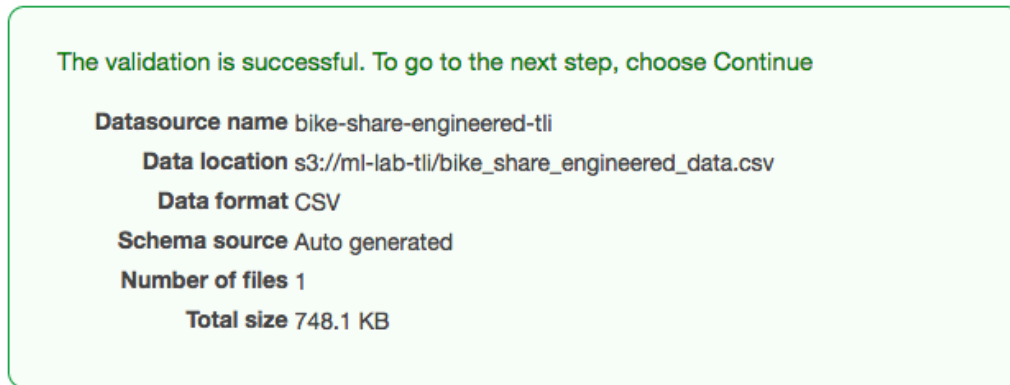 The validation is successful. To go to the next step, choose Continue
Datasource name bike-share-engineered-tli
Data location s3://ml-lab-tli/bike_share_engineered_data.csv
Data format CSV
Schema source Auto generated
Number of files 1
Total size 748.1 KB